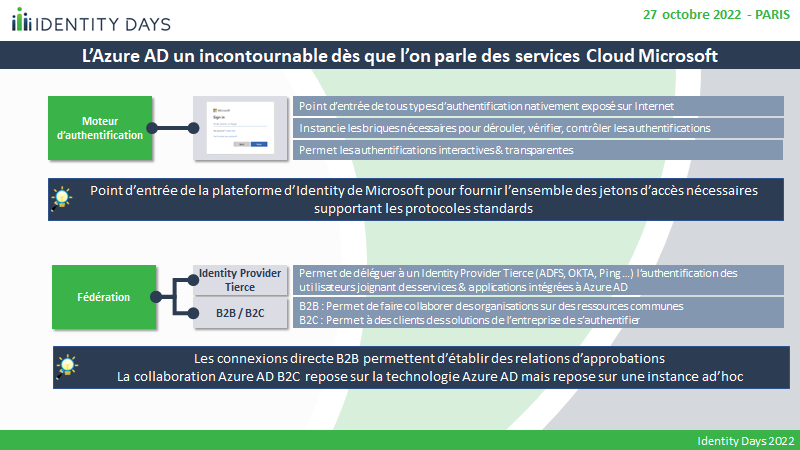 IDENTITY DAYS
27 octobre 2022 - PARIS
L’Azure AD un incontournable dès que l’on parle des services Cloud Microsoft
Moteur
d’authentification
Microsoft
Sign in
Point d’entrée de tous types d’authentification nativement exposé sur Internet
Instancie les briques nécessaires pour dérouler, vérifier, contrôler les authentifications
Permet les authentifications interactives & transparentes
Point d’entrée de la plateforme d’Identity de Microsoft pour fournir l’ensemble des jetons d’accès nécessaires
supportant les protocoles standards
Fédération
Identity Provider
Tierce
Permet de déléguer à un Identity Provider Tierce (ADFS, OKTA, Ping …) l’authentification des
utilisateurs joignant des services & applications intégrées à Azure AD
B2B / B2C
B2B : Permet de faire collaborer des organisations sur des ressources communes
B2C : Permet à des clients des solutions de l’entreprise de s’authentifier
Les connexions directe B2B permettent d’établir des relations d’approbations
La collaboration Azure AD B2C repose sur la technologie Azure AD mais repose sur une instance ad’hoc
Identity Days 2022